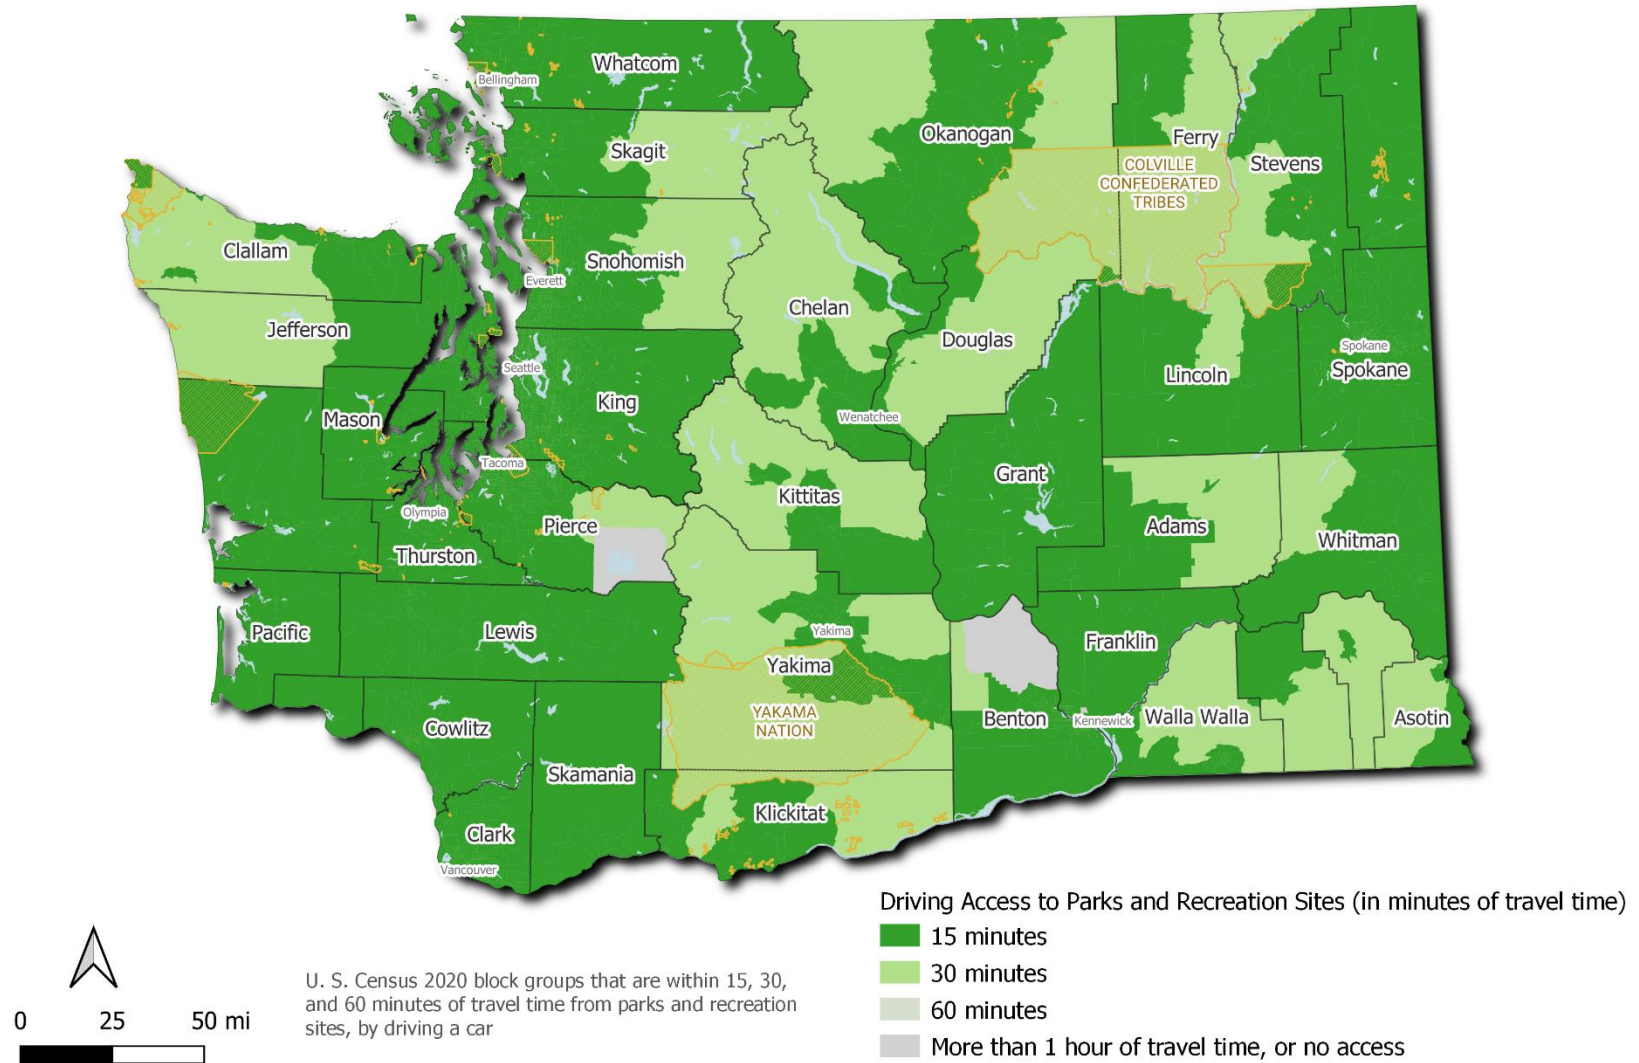 Whatcom
Bellingham
Okanogan
Ferry
Skagit
Stevens
COLVILLE
CONFEDERATED
TRIBES
Clallam
Snohomish
Everett
Chelan
Jefferson
Douglas
Seattle
Spokane
Lincoln
Spokane
King
Mason
Wenatchee
Tacoma
Grant
Kittitas
Olympia
Pierce
Adams
Whitman
Thurston
Pacific
Lewis
Yakima
Franklin
Yakima
YAKAMA
NATION
Benton
Kennewick
Walla Walla
Asotin
Cowlitz
Skamania
Klickitat
Clark
Vancouver
Driving Access to Parks and Recreation Sites (in minutes of travel time)
15 minutes
30 minutes
60 minutes
More than 1 hour of travel time, or no access
U. S. Census 2020 block groups that are within 15, 30,
and 60 minutes of travel time from parks and recreation
sites, by driving a car
0 25 50 mi